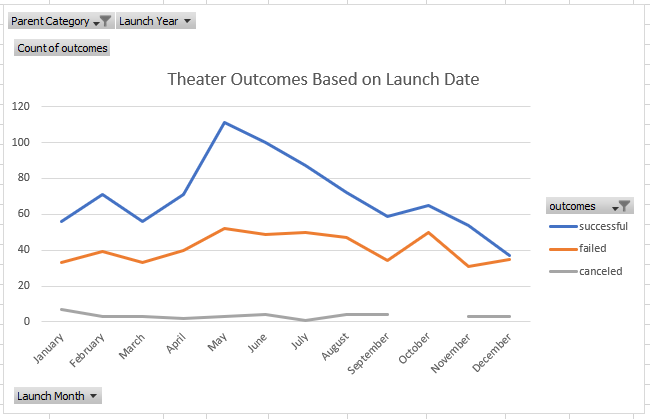 Parent Category Launch Year
Count of outcomes
Theater Outcomes Based on Launch Date
120
100
80
60
40
20
0
January
February
March
April
May
June
July
August
September
October
November
December
outcomes
successful
failed
canceled
Launch Month